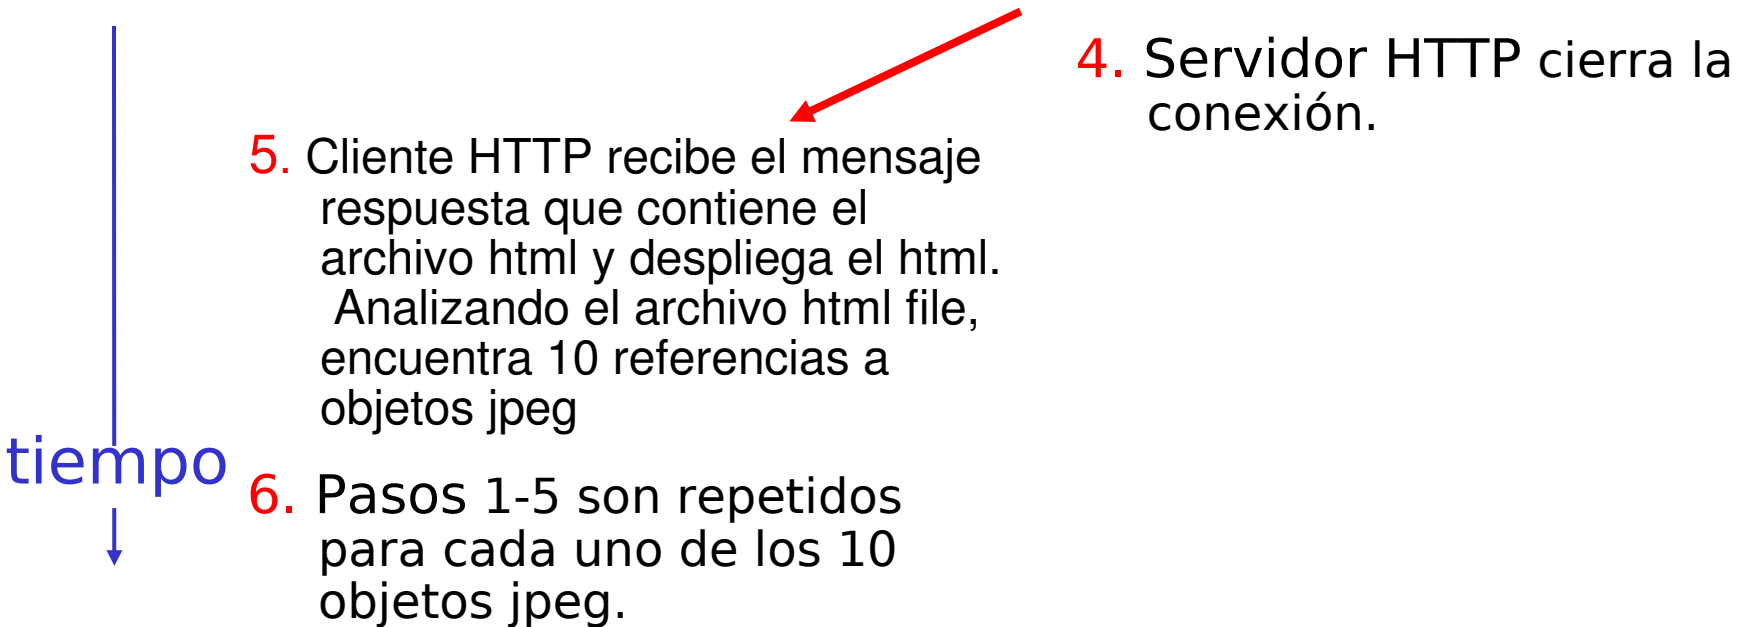 4. Servidor HTTP cierra la
conexión.
5. Cliente HTTP recibe el mensaje
respuesta que contiene el
archivo html y despliega el html.
Analizando el archivo html file,
encuentra 10 referencias a
objetos jpeg
tiempo
6. Pasos 1-5 son repetidos
para cada uno de los 10
objetos jpeg.